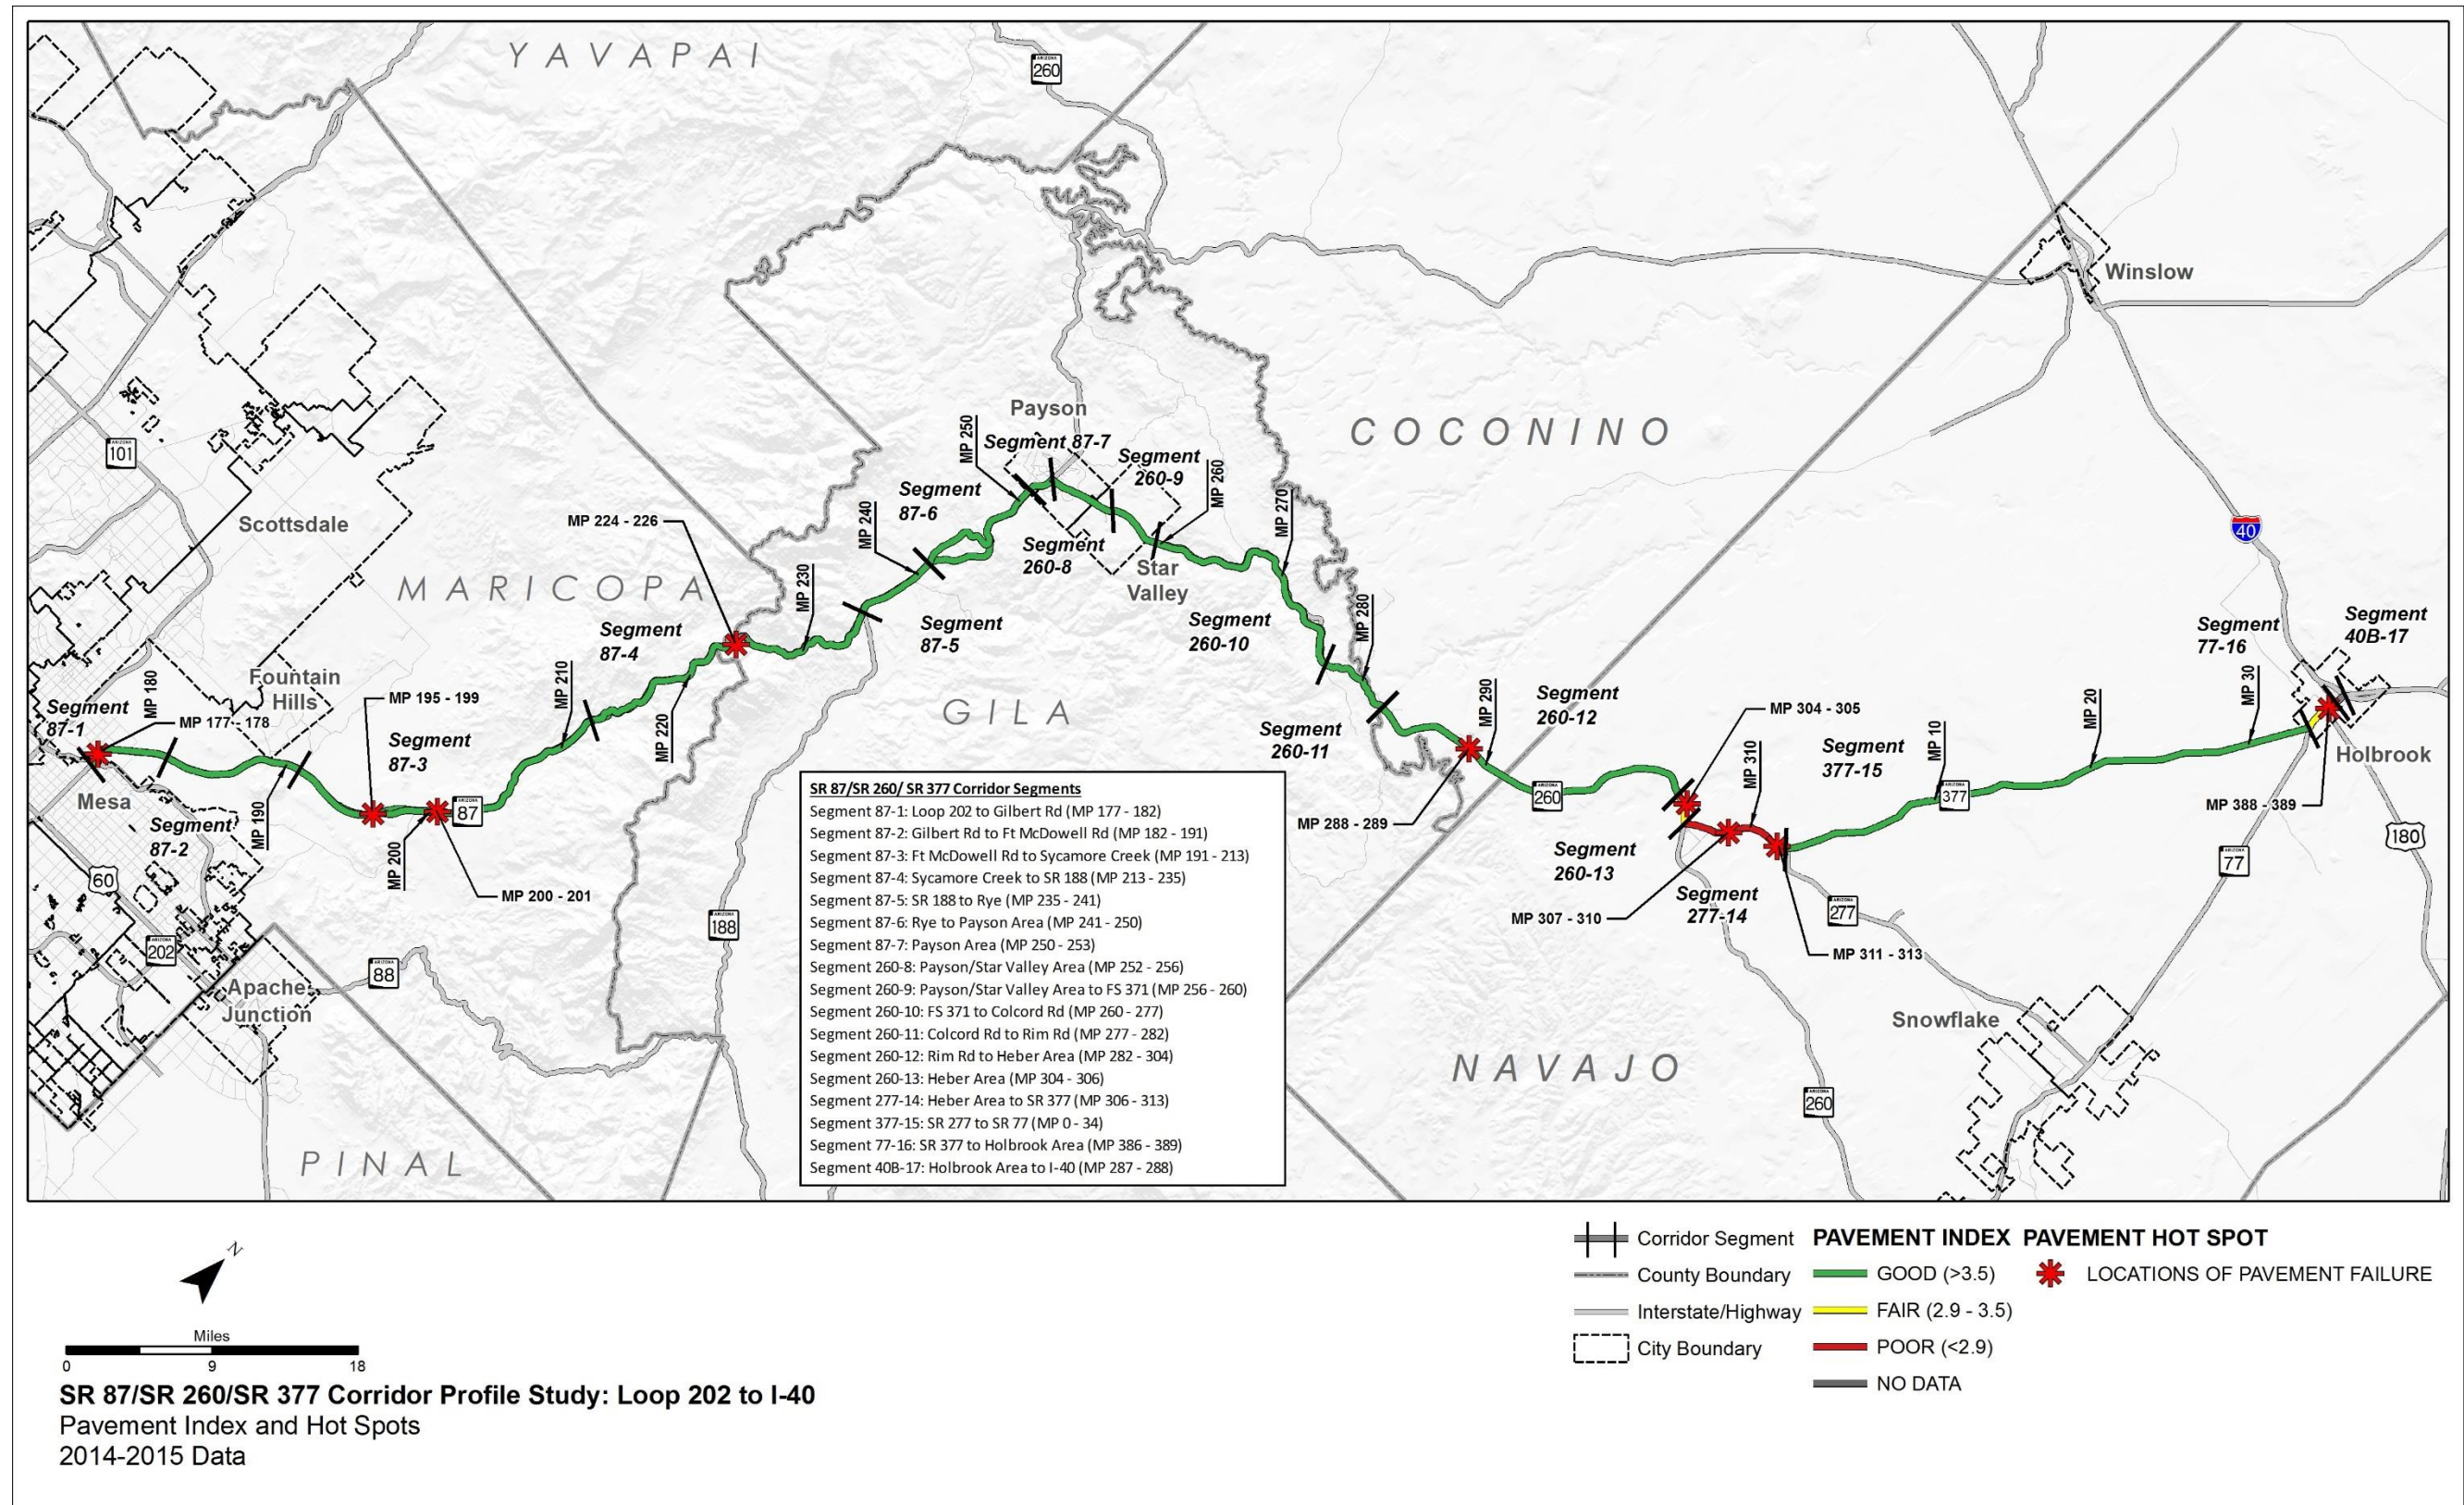 YAVAPAI
ARIZONA
260
Winslow
COCONINO
Payson
MP 250
Segment 87-7
Segment
260-9
MP 260
ARIZONA
101
Segment
87-6
MP 270
Scottsdale
MP 224 - 226
MP 240
40
Segment
260-8
Star
Valley
MARICOPA
MP 230
MP 280
Segment
87-4
Segment
87-5
Segment
260-10
Segment
77-16
Segment
40B-17
Fountain
Hills
MP 180
MP 210
MP 30
Segment
87-1
MP 177 - 178
MP 195 - 199
MP 220
GILA
MP 290
Segment
260-12
MP 304 - 305
MP 20
Segment
87-3
Segment
260-11
MP 310
Segment
377-15
MP 10
Holbrook
Mesa
MP 190
ARIZONA
87
ARIZONA
260
ARIZONA
377
MP 388 - 389
Segment
87-2
MP 200
MP 288 - 289
180
60
MP 200 - 201
Segment
260-13
ARIZONA
77
SR 87/SR 260/ SR 377 Corridor Segments
Segment 87-1: Loop 202 to Gilbert Rd (MP 177 - 182)
Segment 87-2: Gilbert Rd to Ft McDowell Rd (MP 182 - 191)
Segment 87-3: Ft McDowell Rd to Sycamore Creek (MP 191 - 213)
Segment 87-4: Sycamore Creek to SR 188 (MP 213 - 235)
Segment 87-5: SR 188 to Rye (MP 235 - 241)
Segment 87-6: Rye to Payson Area (MP 241 - 250)
Segment 87-7: Payson Area (MP 250 - 253)
Segment 260-8: Payson/Star Valley Area (MP 252 - 256)
Segment 260-9: Payson/Star Valley Area to FS 371 (MP 256 - 260)
Segment 260-10: FS 371 to Colcord Rd (MP 260 - 277)
Segment 260-11: Colcord Rd to Rim Rd (MP 277 - 282)
Segment 260-12: Rim Rd to Heber Area (MP 282 - 304)
Segment 260-13: Heber Area (MP 304 - 306)
Segment 277-14: Heber Area to SR 377 (MP 306 - 313)
Segment 377-15: SR 277 to SR 77 (MP 0 - 34)
Segment 77-16: SR 377 to Holbrook Area (MP 386 - 389)
Segment 40B-17: Holbrook Area to I-40 (MP 287 - 288)
Segment
277-14
MP 307 - 310
ARIZONA
277
ARIZONA
188
ARIZONA
202
MP 311 - 313
ARIZONA
88
Apache
Junction
Snowflake
NAVAJO
ARIZONA
260
PINAL
N
Miles
0 9 18
SR 87/SR 260/SR 377 Corridor Profile Study: Loop 202 to I-40
Pavement Index and Hot Spots
2014-2015 Data
Corridor Segment
County Boundary
Interstate/Highway
City Boundary
PAVEMENT INDEX
GOOD (>3.5)
FAIR (2.9 - 3.5)
POOR (<2.9)
NO DATA
PAVEMENT HOT SPOT
LOCATIONS OF PAVEMENT FAILURE